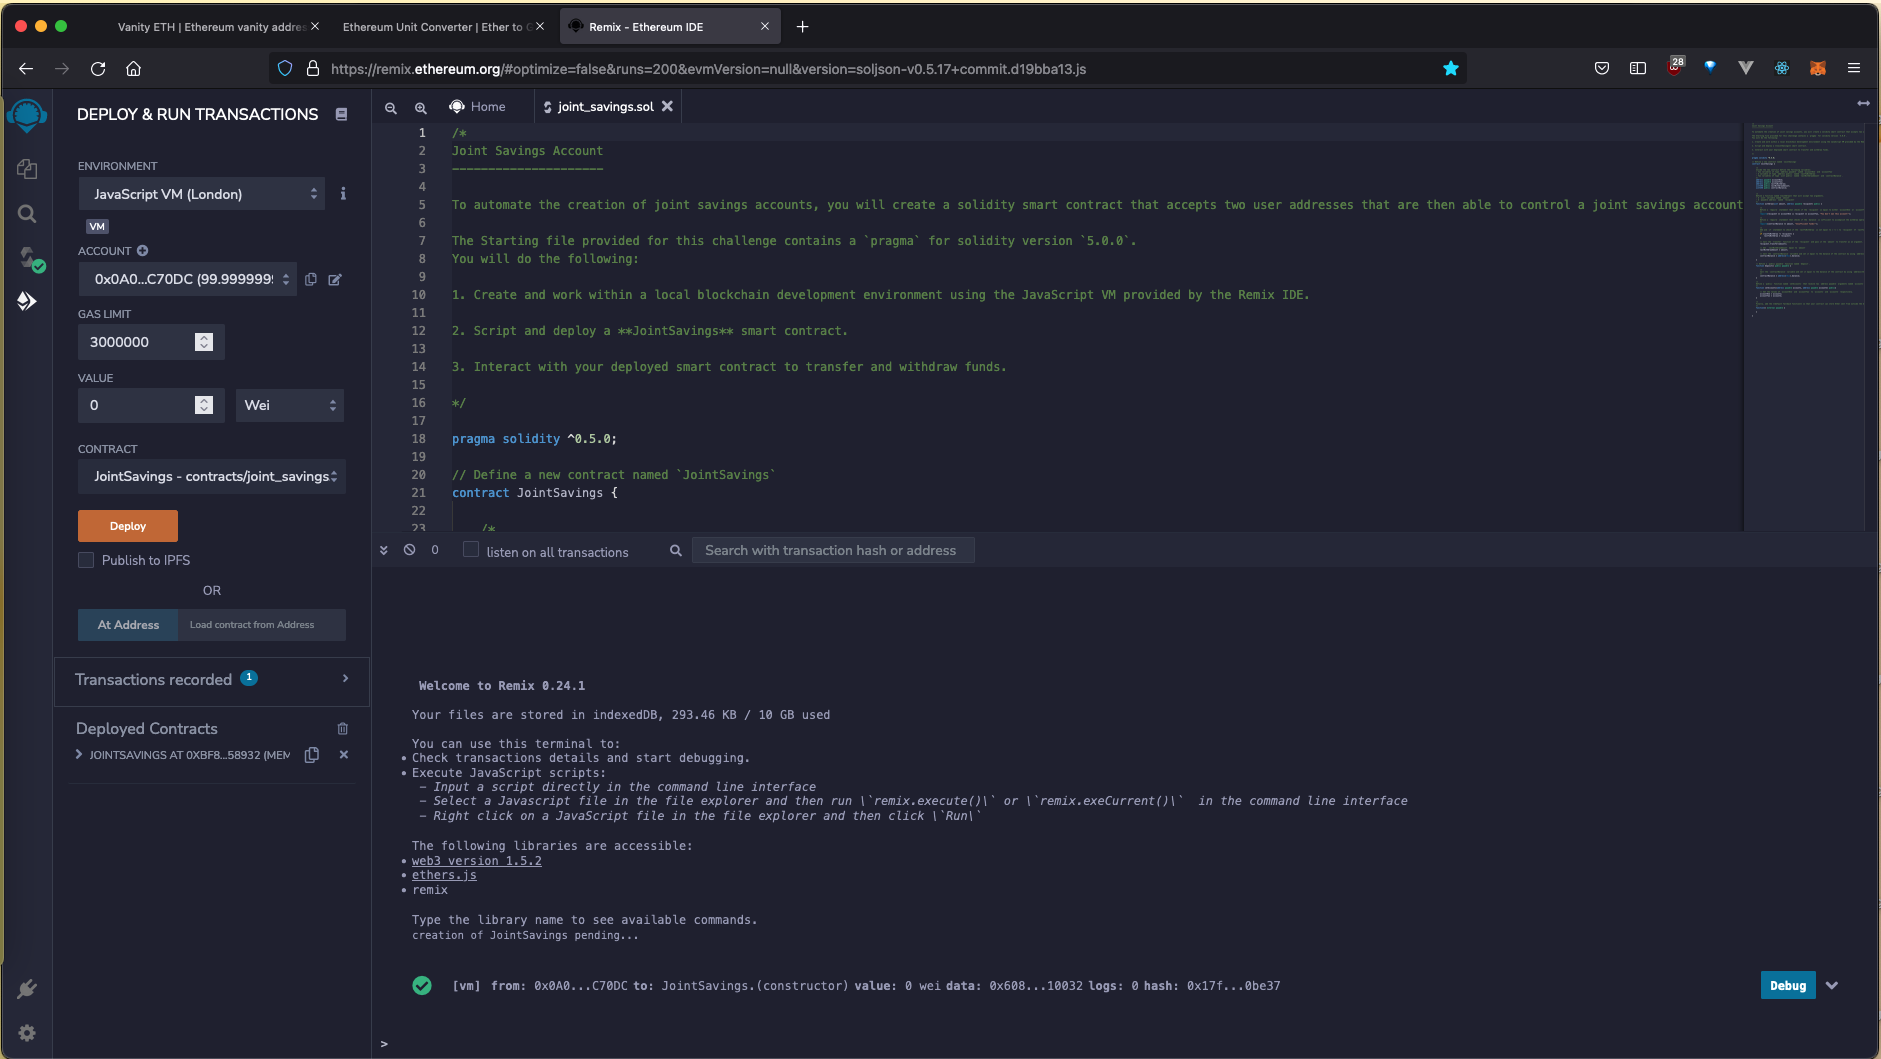 Vanity ETH | Ethereum vanity addres
Ethereum Unit Converter | Ether to G
Remix - Ethereum IDE
https://remix.ethereum.org/#optimize=false&runs=200&evmVersion=null&version=soljson-v0.5.17+commit.d19bba13.js
28
DEPLOY & RUN TRANSACTIONS
ENVIRONMENT
JavaScript VM (London)
VM
ACCOUNT
0x0A0...C70DC (99.9999999
GAS LIMIT
3000000
VALUE
0
Wei
CONTRACT
JointSavings - contracts/joint_savings
Deploy
Publish to IPFS
OR
At Address
Load contract from Address
Transactions recorded 1
Deployed Contracts
JOINTSAVINGS AT 0XBF8...58932 (MEM
Home
joint_savings.sol
1 /*
2 Joint Savings Account
3 ---------------------
4
5 To automate the creation of joint savings accounts, you will create a solidity smart contract that accepts two user addresses that are then able to control a joint savings account
6
7 The Starting file provided for this challenge contains a `pragma` for solidity version `5.0.0`.
8 You will do the following:
9
10 1. Create and work within a local blockchain development environment using the JavaScript VM provided by the Remix IDE.
11
12 2. Script and deploy a **JointSavings** smart contract.
13
14 3. Interact with your deployed smart contract to transfer and withdraw funds.
15
16 */
17
18 pragma solidity ^0.5.0;
19
20 // Define a new contract named `JointSavings`
21 contract JointSavings {
22
23 /*
0
listen on all transactions
Search with transaction hash or address
Welcome to Remix 0.24.1
Your files are stored in indexedDB, 293.46 KB / 10 GB used
You can use this terminal to:
• Check transactions details and start debugging.
• Execute JavaScript scripts:
- Input a script directly in the command line interface
- Select a Javascript file in the file explorer and then run \`remix.execute()\` or \`remix.exeCurrent()\` in the command line interface
- Right click on a JavaScript file in the file explorer and then click \`Run\`
The following libraries are accessible:
• web3 version 1.5.2
• ethers.js
• remix
Type the library name to see available commands.
creation of JointSavings pending...
[vm] from: 0x0A0...C70DC to: JointSavings.(constructor) value: 0 wei data: 0x608...10032 logs: 0 hash: 0x17f...0be37
Debug
>